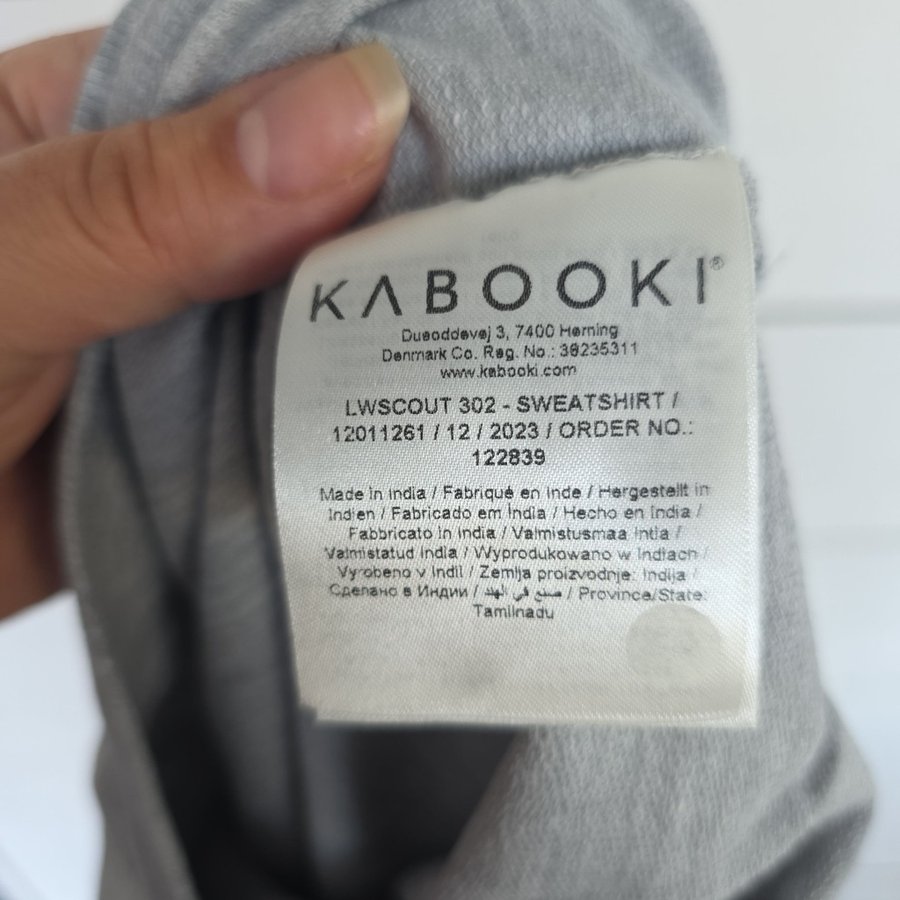 KABOOKI®
Dueoddevej 3, 7400 Herning
Denmark Co. Reg. No.: 38235311
www.kabooki.com
LWSCOUT 302 - SWEATSHIRT /
12011261 / 12 / 2023 / ORDER NO.:
122839
Made in India / Fabriqué en Inde / Hergestellt in
Indien / Fabricado em Índia / Hecho en India /
Fabbricato in India / Valmistusmaa Intia /
Valmistatud India / Wyprodukowano w Indiach /
Vyrobeno v Indii / Zemlja proizvodnje: Indija /
Сделано в Индии / صنع في الهند / Province/State:
Tamilnadu